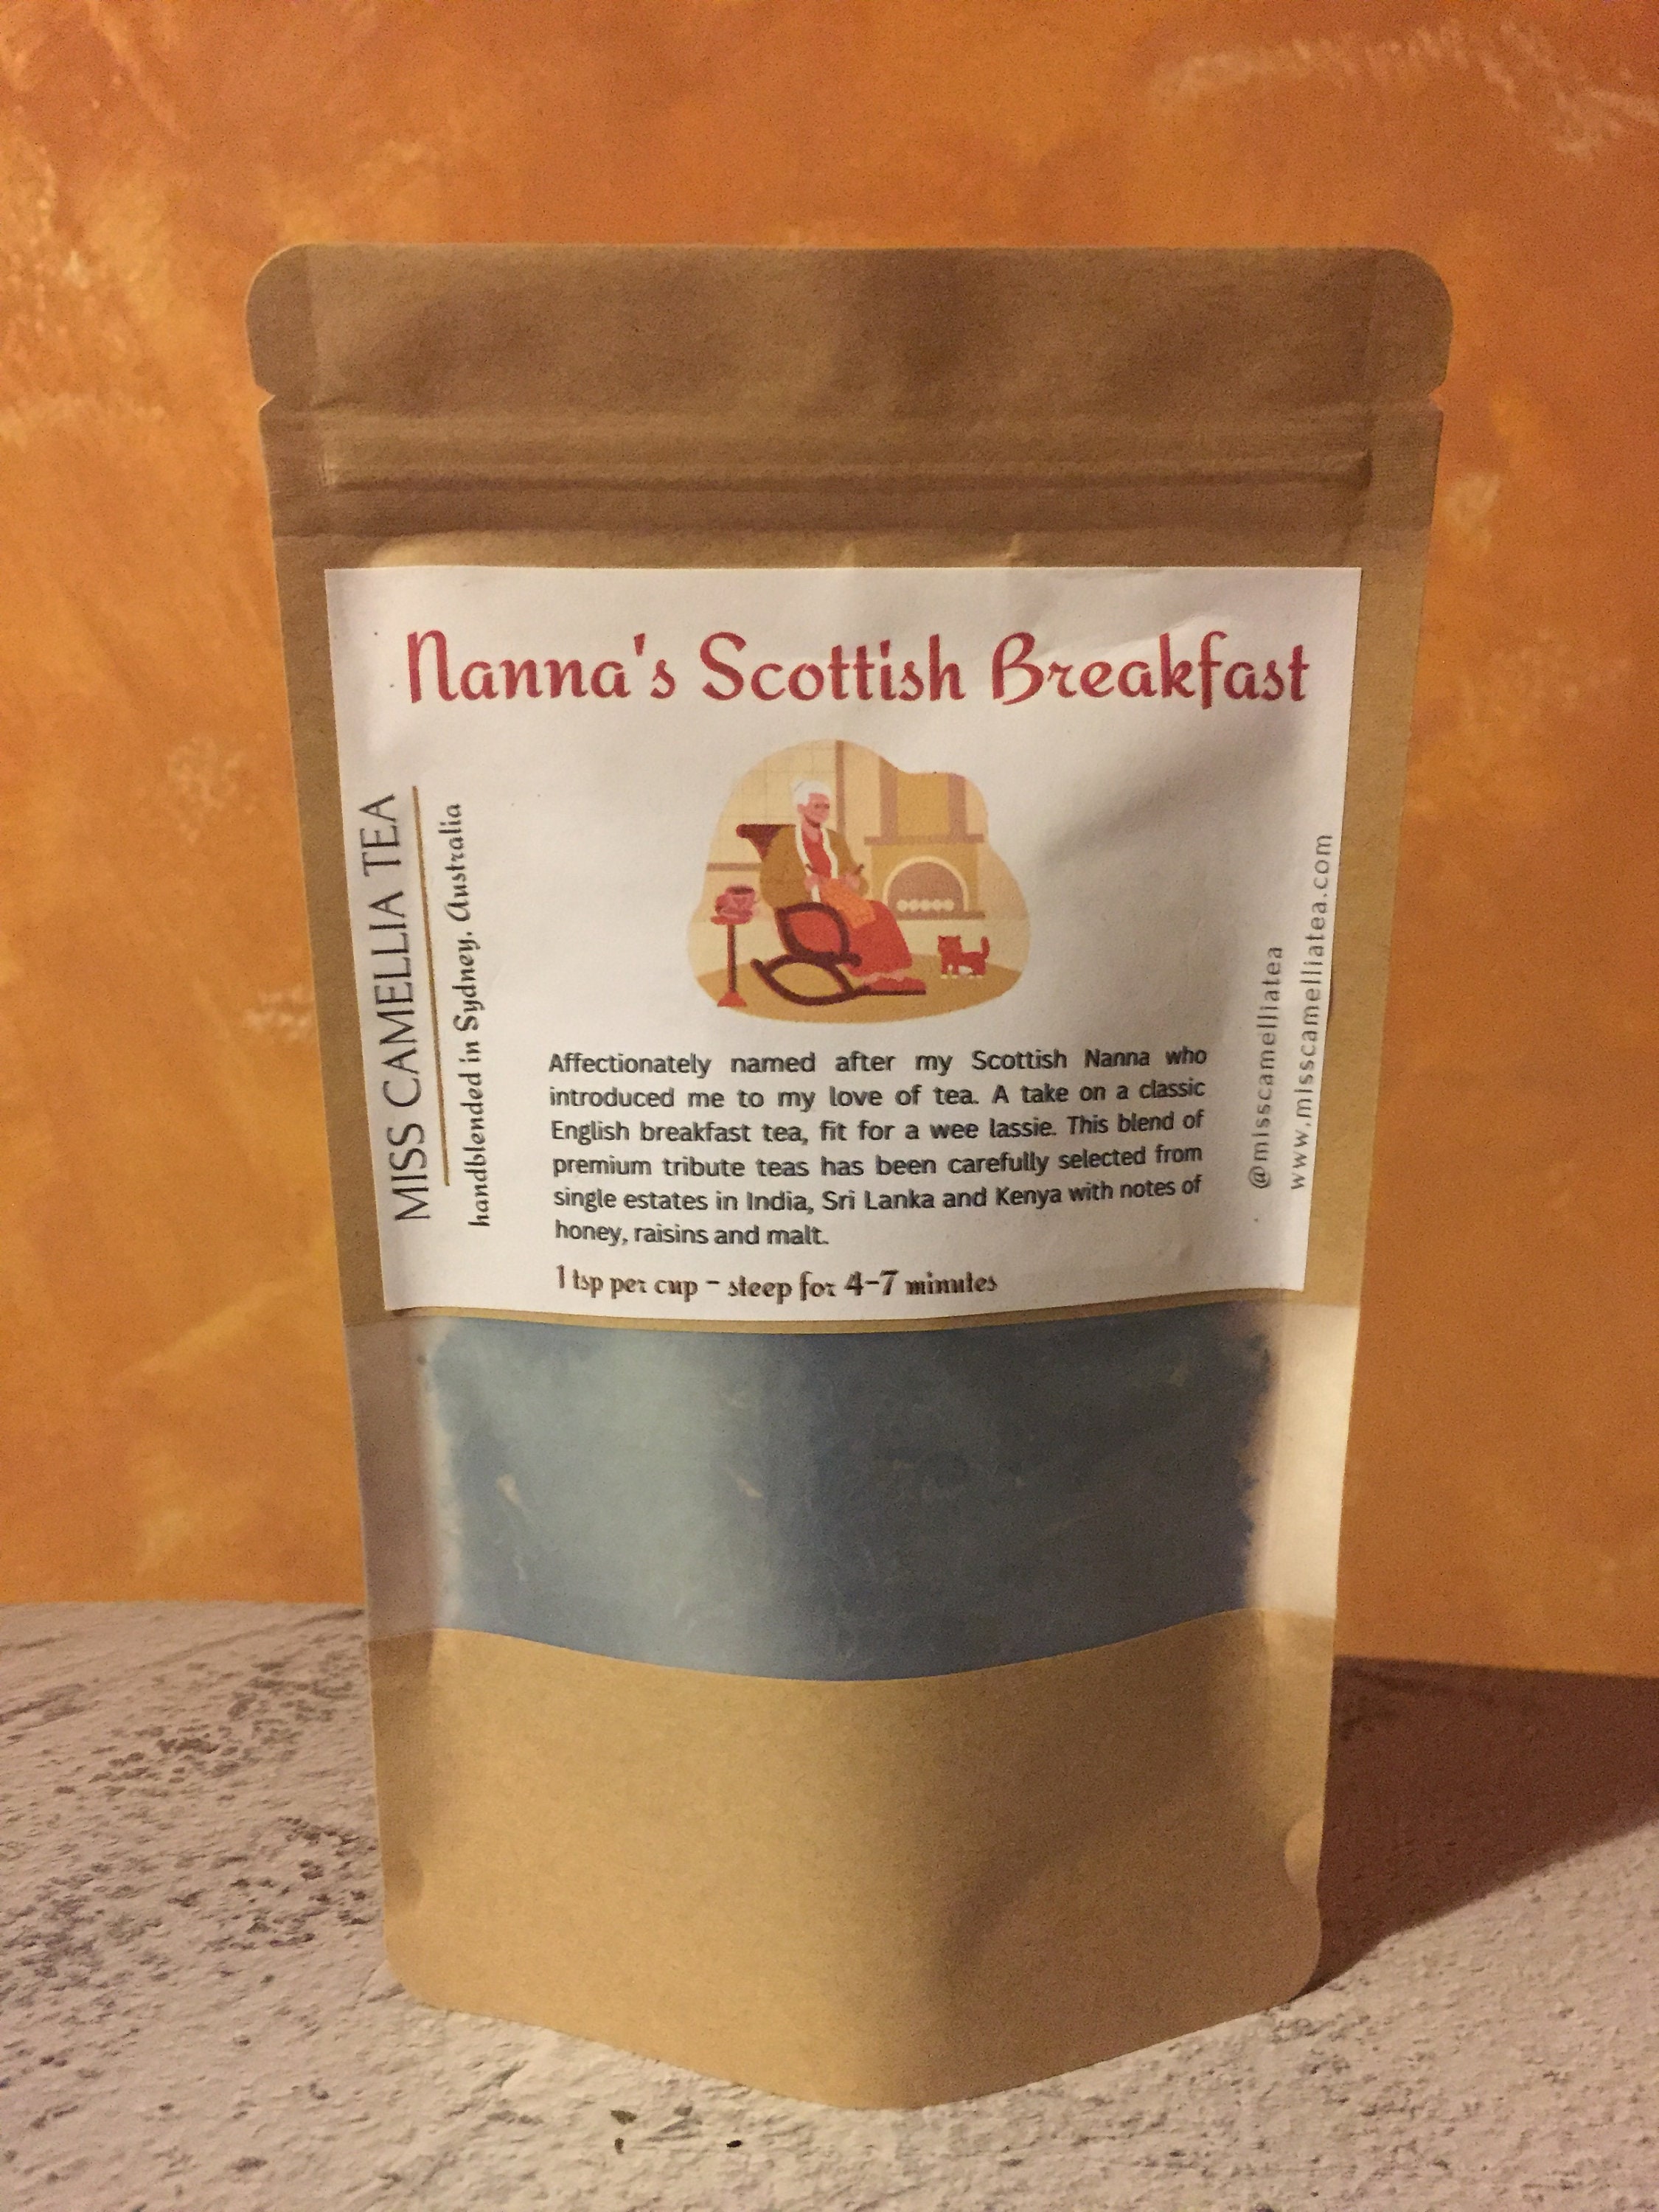 Nanna's Scottish Breakfast
MISS CAMELLIA TEA
handblended in Sydney, Australia
Affectionately named after my Scottish Nanna who
introduced me to my love of tea. A take on a classic
English breakfast tea, fit for a wee lassie. This blend of
premium tribute teas has been carefully selected from
single estates in India, Sri Lanka and Kenya with notes of
honey, raisins and malt.
1 tsp per cup - steep for 4-7 minutes
@misscamelliatea
www.misscamelliatea.com